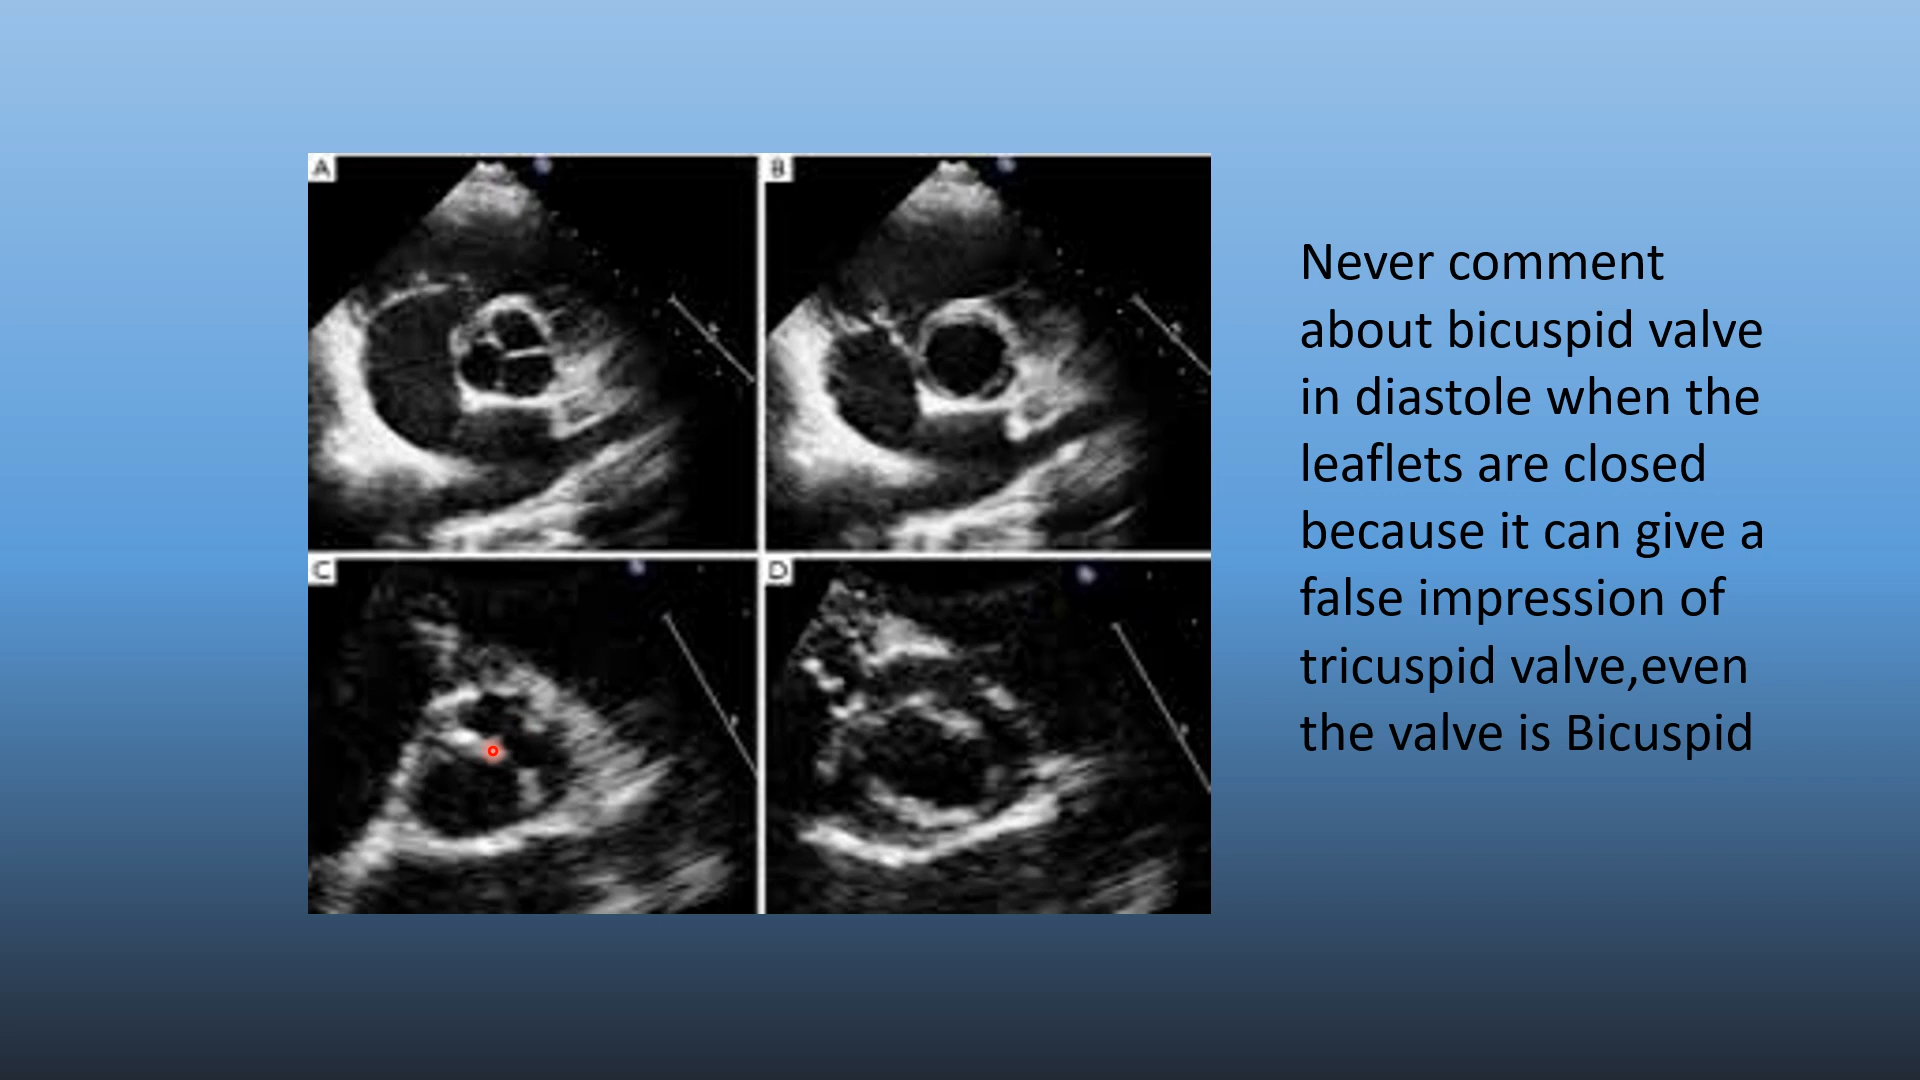 A
B
C
D
Never comment
about bicuspid valve
in diastole when the
leaflets are closed
because it can give a
false impression of
tricuspid valve,even
the valve is Bicuspid